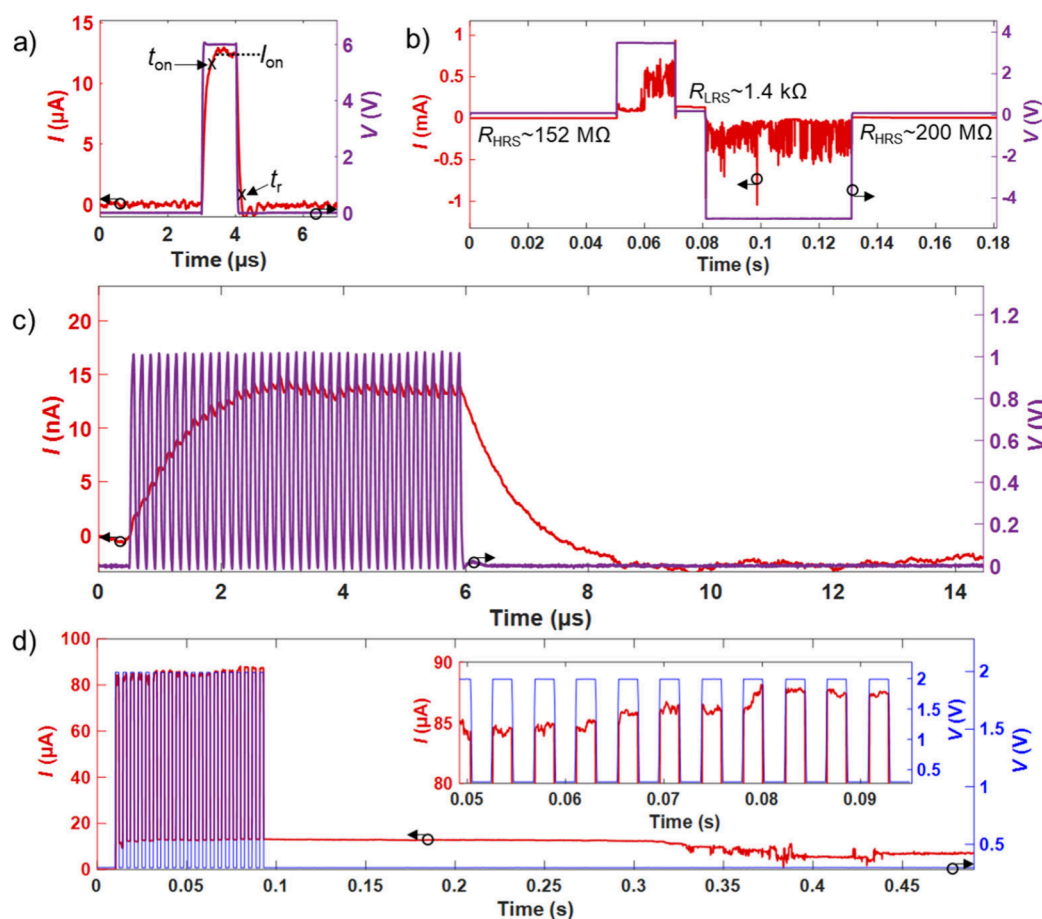 a)
15
10
5
0
I (µA)
t_on
I_on
t_r
6
4
2
0
V (V)
0 2 4 6
Time (µs)
b)
1
0.5
0
-0.5
-1
I (mA)
R_HRS~152 MΩ
R_LRS~1.4 kΩ
R_HRS~200 MΩ
4
2
0
-2
-4
V (V)
0 0.02 0.04 0.06 0.08 0.1 0.12 0.14 0.16 0.18
Time (s)
c)
20
15
10
5
0
I (nA)
1.2
1
0.8
0.6
0.4
0.2
0
V (V)
0 2 4 6 8 10 12 14
Time (µs)
d)
100
80
60
40
20
0
I (µA)
90
85
80
I (µA)
2
1.5
1
0.5
V (V)
0.05 0.06 0.07 0.08 0.09
Time (s)
2
1.5
1
0.5
V (V)
0 0.05 0.1 0.15 0.2 0.25 0.3 0.35 0.4 0.45
Time (s)